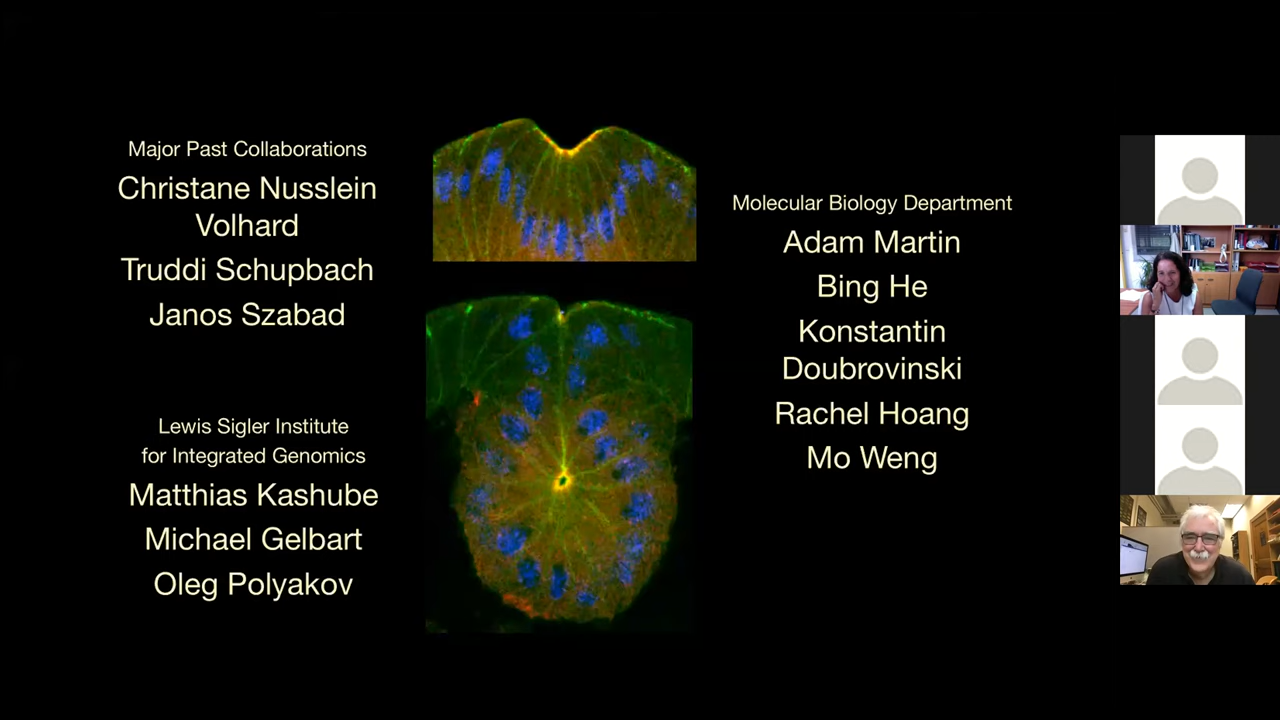 Major Past Collaborations
Christane Nusslein
Volhard
Truddi Schupbach
Janos Szabad
Lewis Sigler Institute
for Integrated Genomics
Matthias Kashube
Michael Gelbart
Oleg Polyakov
Molecular Biology Department
Adam Martin
Bing He
Konstantin
Doubrovinski
Rachel Hoang
Mo Weng